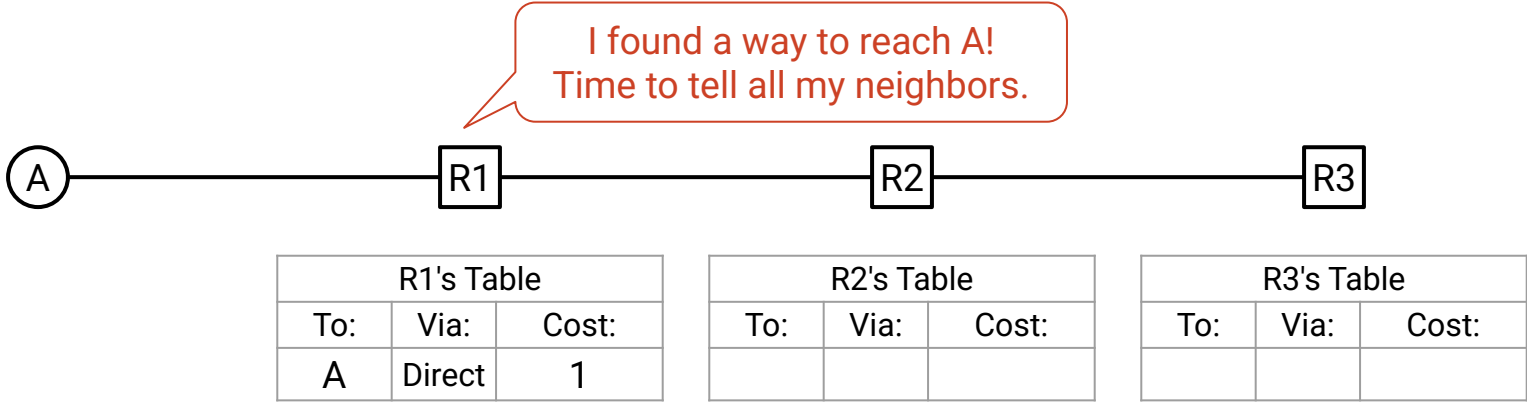 I found a way to reach A!
Time to tell all my neighbors.
A
R1
R2
R3
R1's Table
To: Via: Cost:
A Direct 1
R2's Table
To: Via: Cost:
R3's Table
To: Via: Cost: